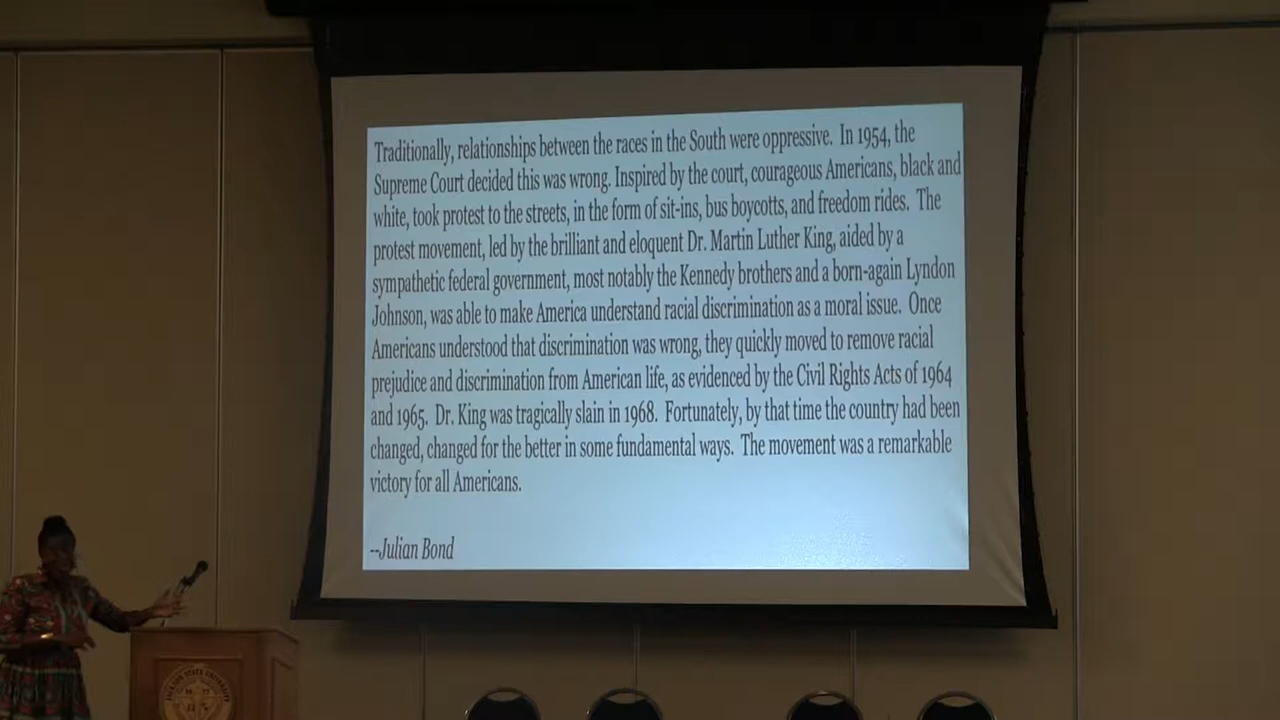 Traditionally, relationships between the races in the South were oppressive. In 1954, the
Supreme Court decided this was wrong. Inspired by the court, courageous Americans, black and
white, took protest to the streets, in the form of sit-ins, bus boycotts, and freedom rides. The
protest movement, led by the brilliant and eloquent Dr. Martin Luther King, aided by a
sympathetic federal government, most notably the Kennedy brothers and a born-again Lyndon
Johnson, was able to make America understand racial discrimination as a moral issue. Once
Americans understood that discrimination was wrong, they quickly moved to remove racial
prejudice and discrimination from American life, as evidenced by the Civil Rights Acts of 1964
and 1965. Dr. King was tragically slain in 1968. Fortunately, by that time the country had been
changed, changed for the better in some fundamental ways. The movement was a remarkable
victory for all Americans.
--Julian Bond
JACKSON STATE UNIVERSITY